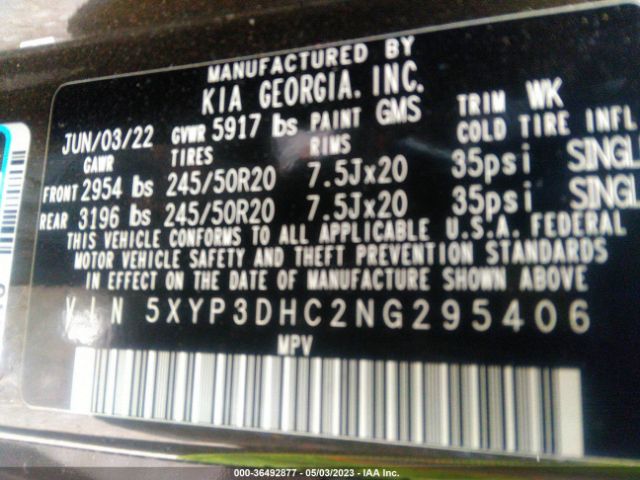 MANUFACTURED BY
KIA GEORGIA. INC.
JUN/03/22 GVWR 5917 lbs PAINT GMS TRIM WK
GAWR TIRES RIMS COLD TIRE INFL
FRONT 2954 lbs 245/50R20 7.5Jx20 35psi SINGL
REAR 3196 lbs 245/50R20 7.5Jx20 35psi SINGL
THIS VEHICLE CONFORMS TO ALL APPLICABLE U.S.A. FEDERAL
MOTOR VEHICLE SAFETY AND THEFT PREVENTION STANDARDS
IN EFFECT ON THE DATE OF MANUFACTURE SHOWN ABOVE
VIN 5XYP3DHC2NG295406
MPV
000-36492877 - 05/03/2023 - IAA Inc.